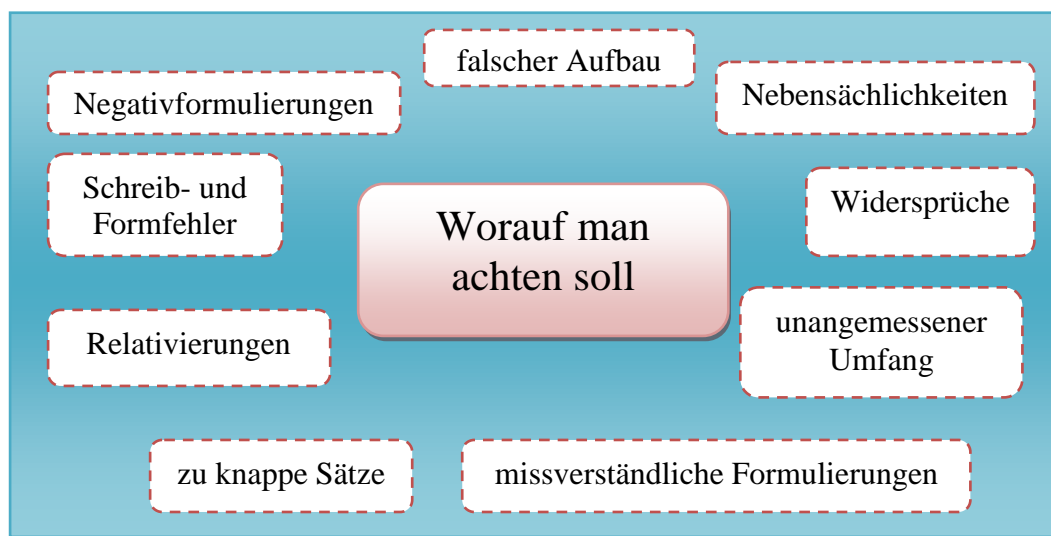 falscher Aufbau
Negativformulierungen
Nebensächlichkeiten
Schreib- und
Formfehler
Widersprüche
Worauf man
achten soll
Relativierungen
unangemessener
Umfang
zu knappe Sätze
missverständliche Formulierungen